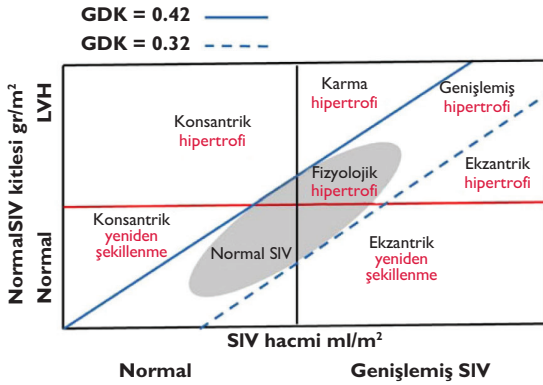 GDK = 0.42
GDK = 0.32
NormalSIV kitlesi gr/m²
Normal LVH
Konsantrik
hipertrofi
Karma
hipertrofi
Genişlemiş
hipertrofi
Fizyolojik
hipertrofi
Ekzantrik
hipertrofi
Konsantrik
yeniden
şekillenme
Normal SIV
Ekzantrik
yeniden
şekillenme
SIV hacmi ml/m²
Normal
Genişlemiş SIV